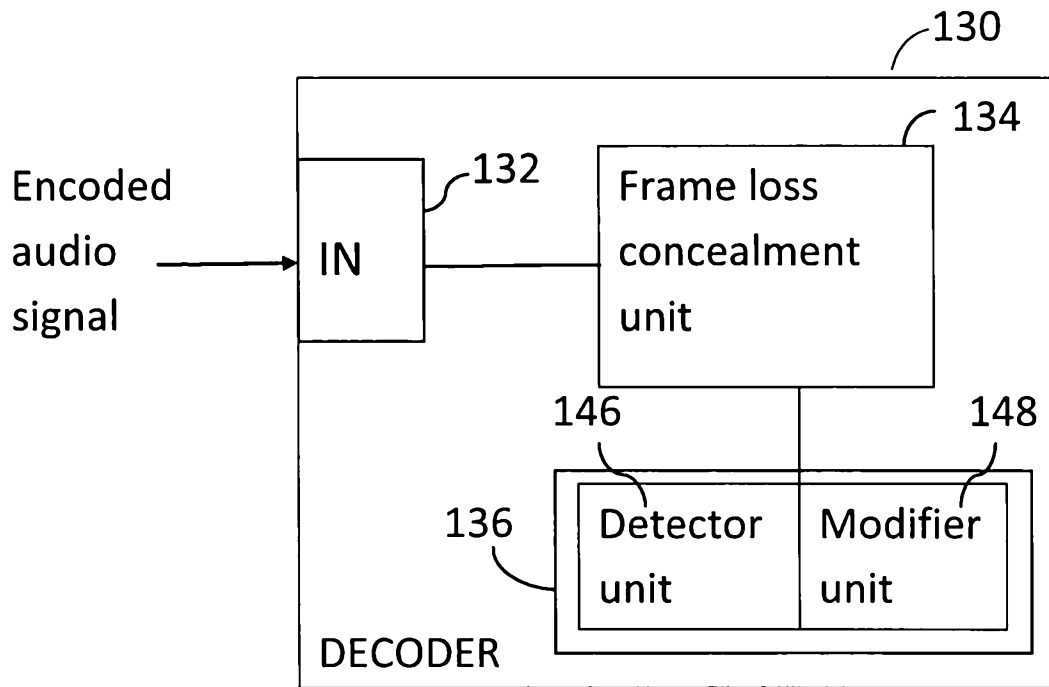 130
134
132
Encoded
audio
signal
IN
Frame loss
concealment
unit
146
148
136
Detector
unit
Modifier
unit
DECODER